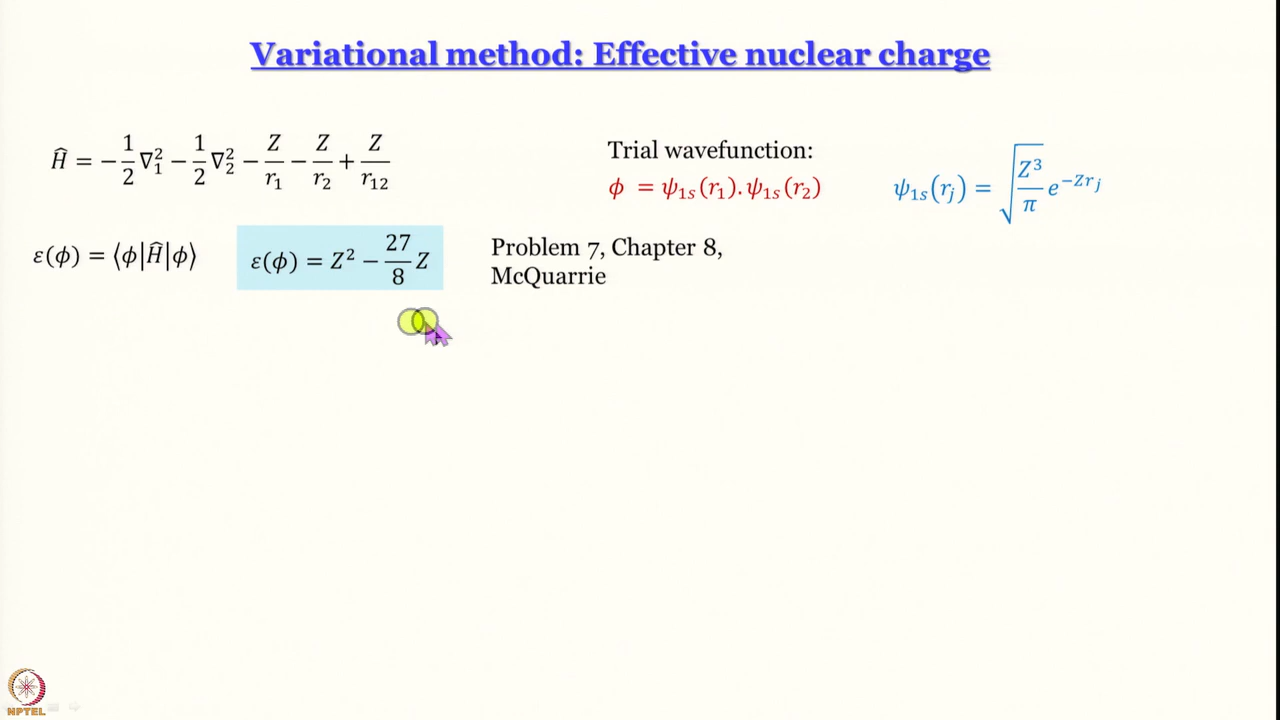 Variational method: Effective nuclear charge
Ĥ = −1/2 ∇₁² − 1/2 ∇₂² − Z/r₁ − Z/r₂ + Z/r₁₂
Trial wavefunction:
ϕ = ψ₁ₛ(r₁).ψ₁ₛ(r₂)
ψ₁ₛ(rⱼ) = √(Z³/π) e^(−Zrⱼ)
ε(ϕ) = ⟨ϕ|Ĥ|ϕ⟩
ε(ϕ) = Z² − 27/8 Z
Problem 7, Chapter 8,
McQuarrie
NPTEL